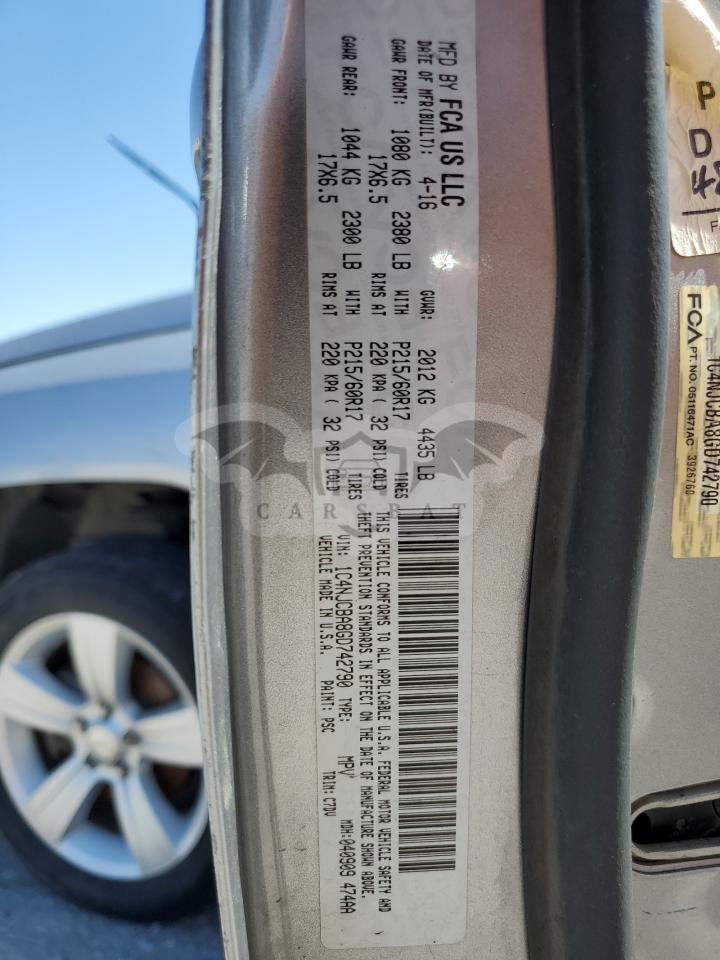 MFD BY FCA US LLC
DATE OF MFR(BUILT): 4-16 GVWR: 2012 KG 4435 LB
GAWR FRONT: 1080 KG 2380 LB WITH P215/60R17 TIRES
17X6.5 RIMS AT 220 KPA ( 32 PSI) COLD
GAWR REAR: 1044 KG 2300 LB WITH P215/60R17 TIRES
17X6.5 RIMS AT 220 KPA ( 32 PSI) COLD
THIS VEHICLE CONFORMS TO ALL APPLICABLE U.S.A. FEDERAL MOTOR VEHICLE SAFETY AND
THEFT PREVENTION STANDARDS IN EFFECT ON THE DATE OF MANUFACTURE SHOWN ABOVE.
VIN: 1C4NJCBA8GD742790 TYPE: MPV MDH:040909 474AA
VEHICLE MADE IN U.S.A. PAINT: PSC TRIM: C7DV
CARSBAT
1C4NJCBA8GD742790
FCA PT. NO. 05116471AC 3926760
P
D
F